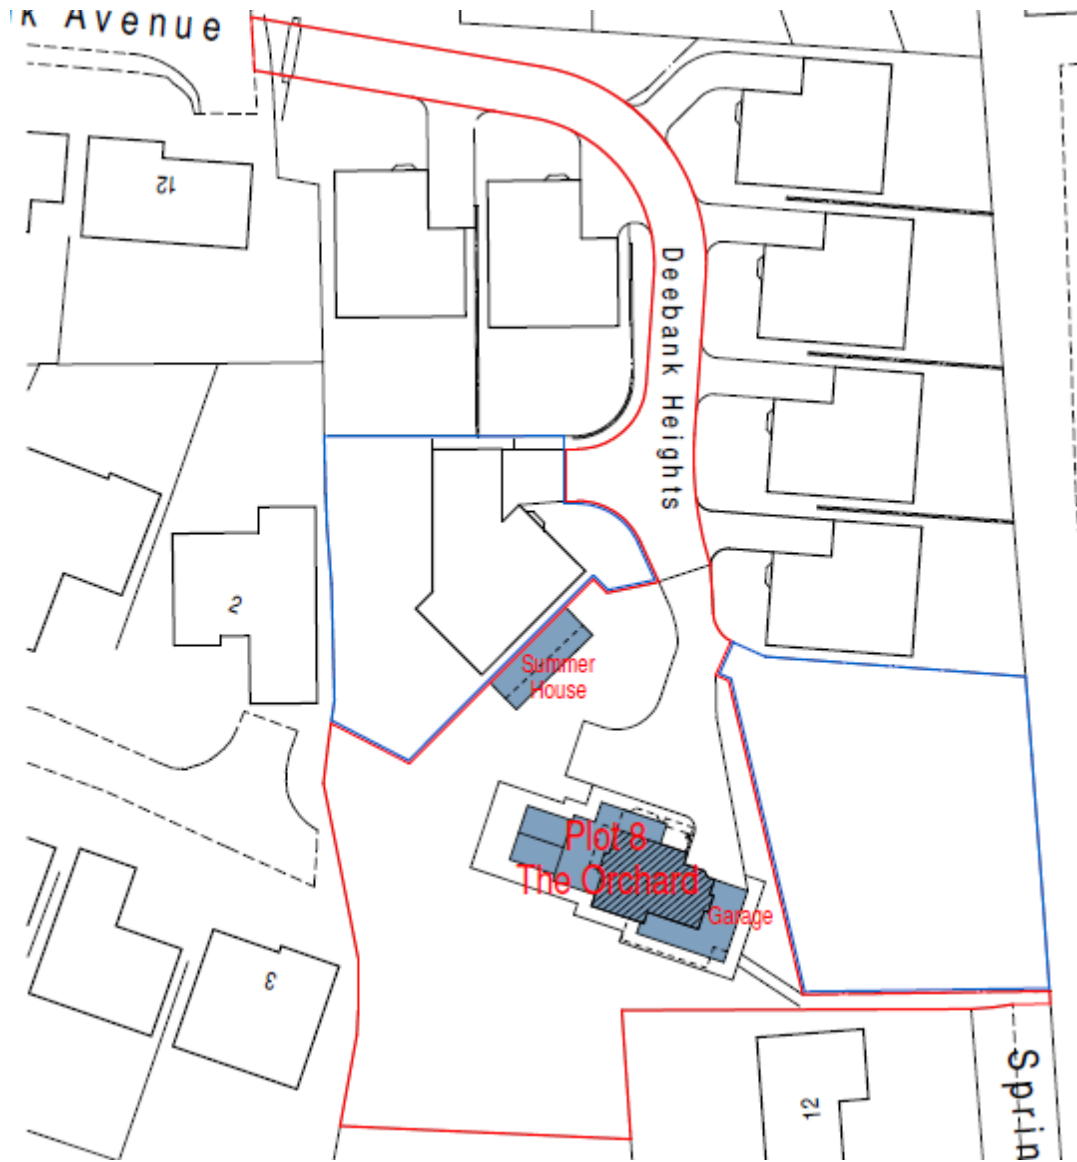 k Avenue
12
Deebank Heights
2
Summer
House
Plot 8
The Orchard
Garage
3
12
Sprin